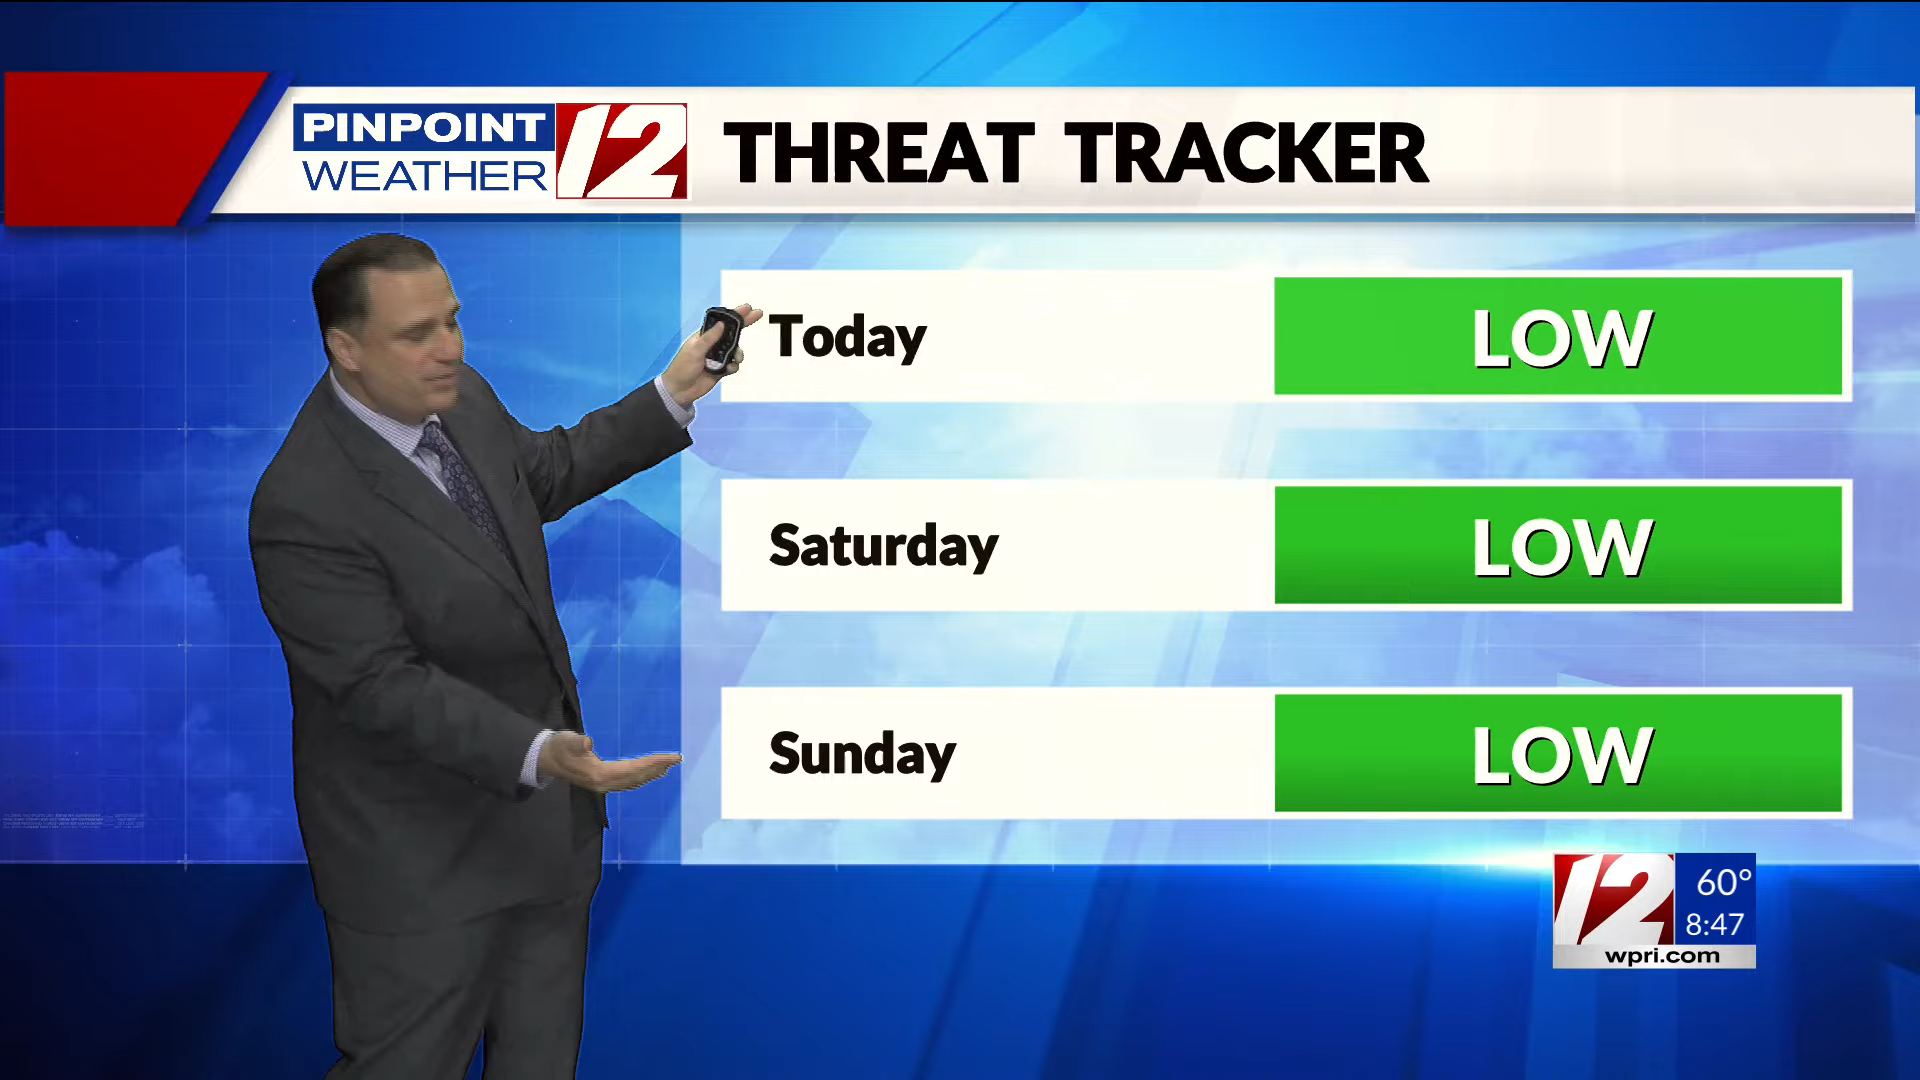 PINPOINT
WEATHER
12
THREAT TRACKER
Today
LOW
Saturday
LOW
Sunday
LOW
12
60°
8:47
wpri.com